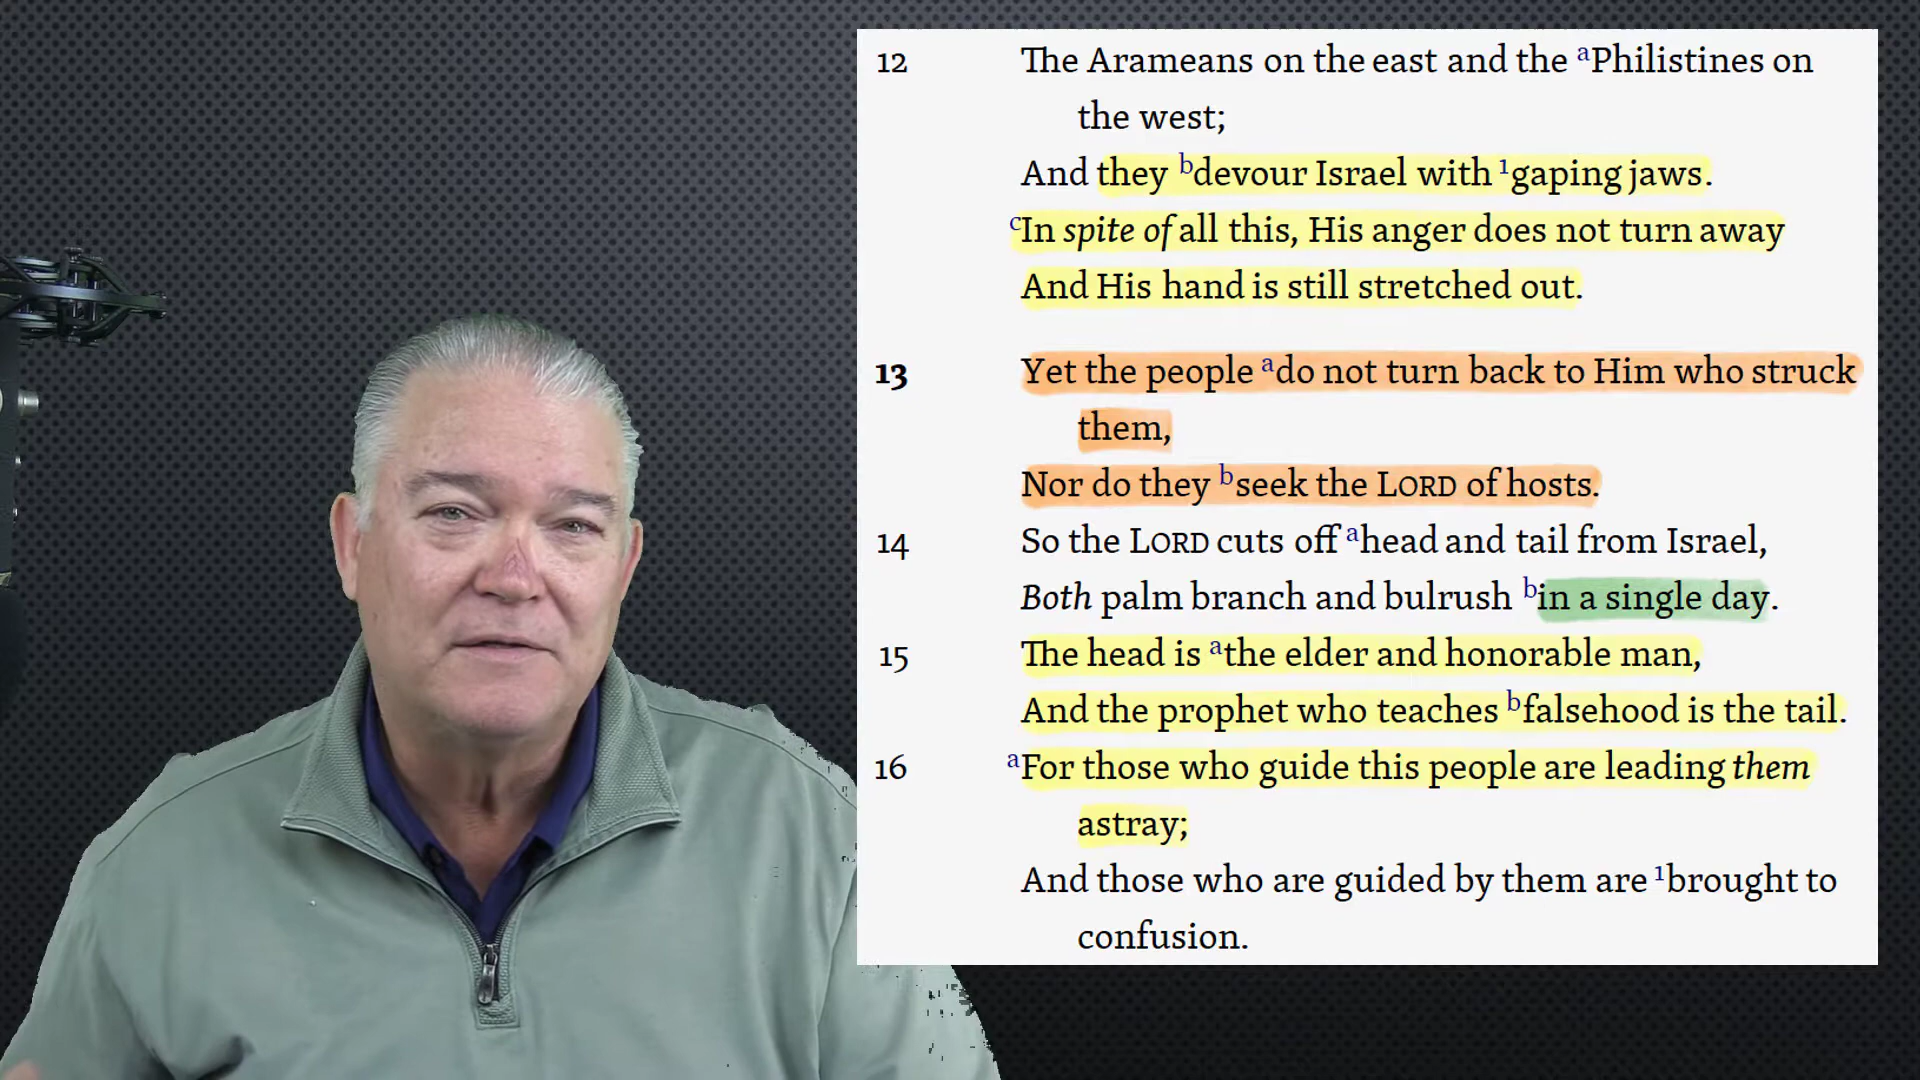 12 The Arameans on the east and the aPhilistines on
the west;
And they bdevour Israel with 1gaping jaws.
cIn spite of all this, His anger does not turn away
And His hand is still stretched out.
13 Yet the people ado not turn back to Him who struck
them,
Nor do they bseek the LORD of hosts.
14 So the LORD cuts off ahead and tail from Israel,
Both palm branch and bulrush bin a single day.
15 The head is athe elder and honorable man,
And the prophet who teaches bfalsehood is the tail.
16 aFor those who guide this people are leading them
astray;
And those who are guided by them are 1brought to
confusion.